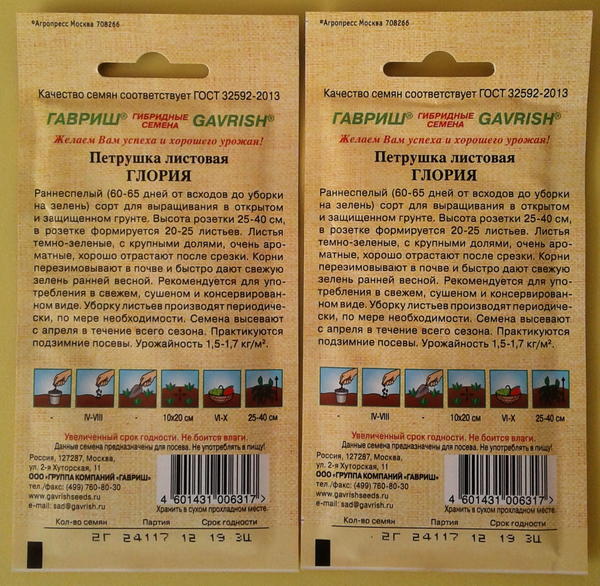 ®Агропресс Москва 708266
Качество семян соответствует ГОСТ 32592-2013
ГАВРИШ® ГИБРИДНЫЕ СЕМЕНА GAVRISH®
Желаем Вам успеха и хорошего урожая!
Петрушка листовая
ГЛОРИЯ
Раннеспелый (60-65 дней от всходов до уборки
на зелень) сорт для выращивания в открытом
и защищенном грунте. Высота розетки 25-40 см,
в розетке формируется 20-25 листьев. Листья
темно-зеленые, с крупными долями, очень аро-
матные, хорошо отрастают после срезки. Корни
перезимовывают в почве и быстро дают свежую
зелень ранней весной. Рекомендуется для упо-
требления в свежем, сушеном и консервирован-
ном виде. Уборку листьев производят периодичес-
ки, по мере необходимости. Семена высевают
с апреля в течение всего сезона. Практикуются
подзимние посевы. Урожайность 1,5-1,7 кг/м².
- IV-VIII - 10х20 см VI-X 25-40 см
Увеличенный срок годности. Не боится влаги.
Данные семена предназначены для посева. Не употреблять в пищу!
Россия, 127287, Москва,
ул. 2-я Хуторская, 11
ООО «ГРУППА КОМПАНИЙ "ГАВРИШ"
тел./факс: (499) 760-80-30
www.gavrishseeds.ru
e-mail: sad@gavrish.ru
4 601431 006317 >
Хранить в сухом прохладном месте.
Кол-во семян Партия Срок годности
2Г 24117 12 19 ЗЦ
®Агропресс Москва 708266
Качество семян соответствует ГОСТ 32592-2013
ГАВРИШ® ГИБРИДНЫЕ СЕМЕНА GAVRISH®
Желаем Вам успеха и хорошего урожая!
Петрушка листовая
ГЛОРИЯ
Раннеспелый (60-65 дней от всходов до уборки
на зелень) сорт для выращивания в открытом
и защищенном грунте. Высота розетки 25-40 см,
в розетке формируется 20-25 листьев. Листья
темно-зеленые, с крупными долями, очень аро-
матные, хорошо отрастают после срезки. Корни
перезимовывают в почве и быстро дают свежую
зелень ранней весной. Рекомендуется для упо-
требления в свежем, сушеном и консервирован-
ном виде. Уборку листьев производят периодичес-
ки, по мере необходимости. Семена высевают
с апреля в течение всего сезона. Практикуются
подзимние посевы. Урожайность 1,5-1,7 кг/м².
- IV-VIII - 10х20 см VI-X 25-40 см
Увеличенный срок годности. Не боится влаги.
Данные семена предназначены для посева. Не употреблять в пищу!
Россия, 127287, Москва,
ул. 2-я Хуторская, 11
ООО «ГРУППА КОМПАНИЙ "ГАВРИШ"
тел./факс: (499) 760-80-30
www.gavrishseeds.ru
e-mail: sad@gavrish.ru
4 601431 006317 >
Хранить в сухом прохладном месте.
Кол-во семян Партия Срок годности
2Г 24117 12 19 ЗЦ